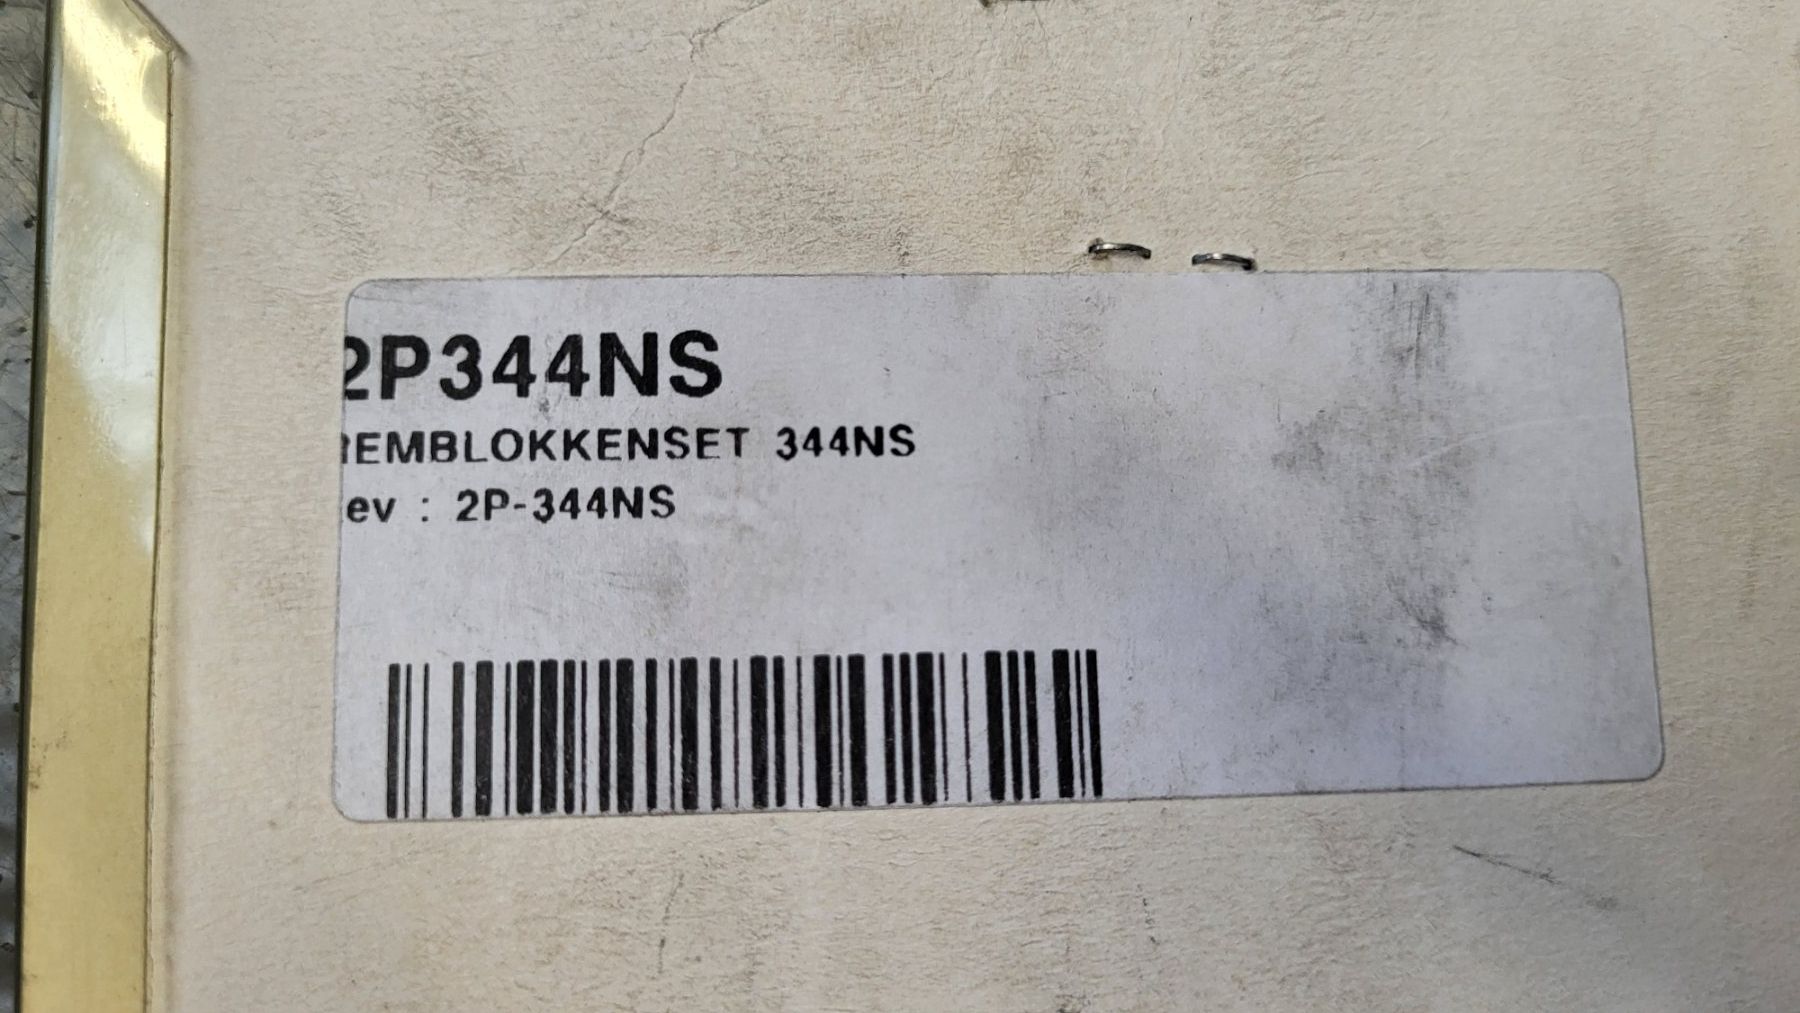 2P344NS
REMBLOKKENSET 344NS
ev : 2P-344NS